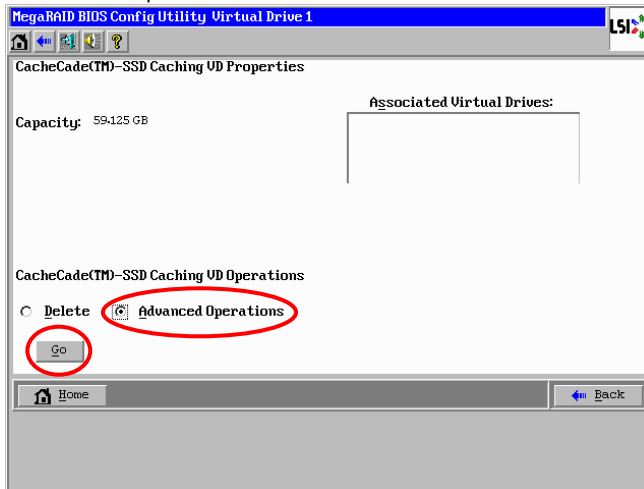 MegaRAID BIOS Config Utility Virtual Drive 1
LSI
CacheCade(TM)-SSD Caching VD Properties
Associated Virtual Drives:
Capacity: 59.125 GB
CacheCade(TM)-SSD Caching VD Operations
Delete Advanced Operations
Go
Home Back